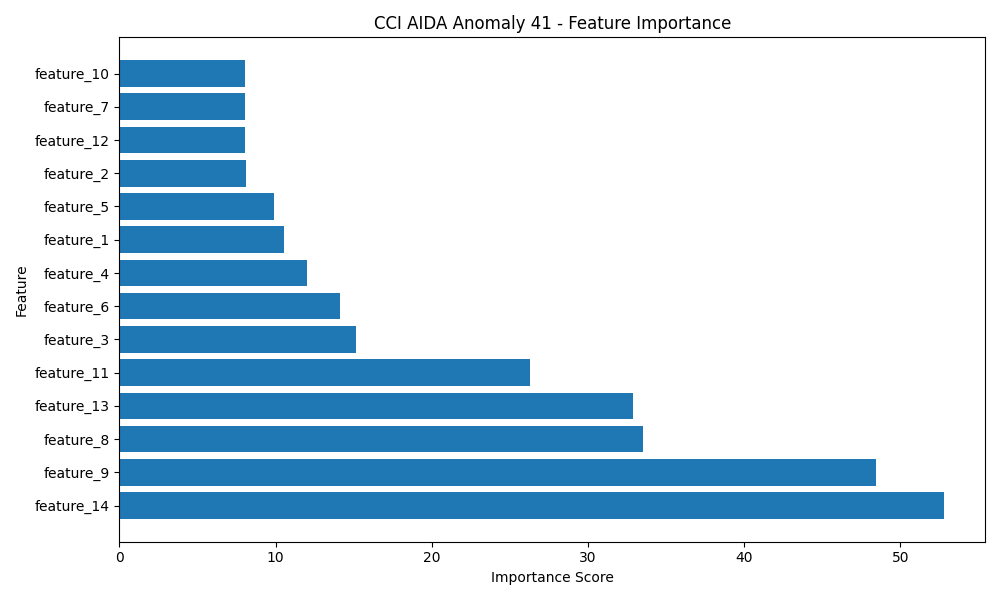 CCI AIDA Anomaly 41 - Feature Importance
Feature
feature_10
feature_7
feature_12
feature_2
feature_5
feature_1
feature_4
feature_6
feature_3
feature_11
feature_13
feature_8
feature_9
feature_14
0 10 20 30 40 50
Importance Score